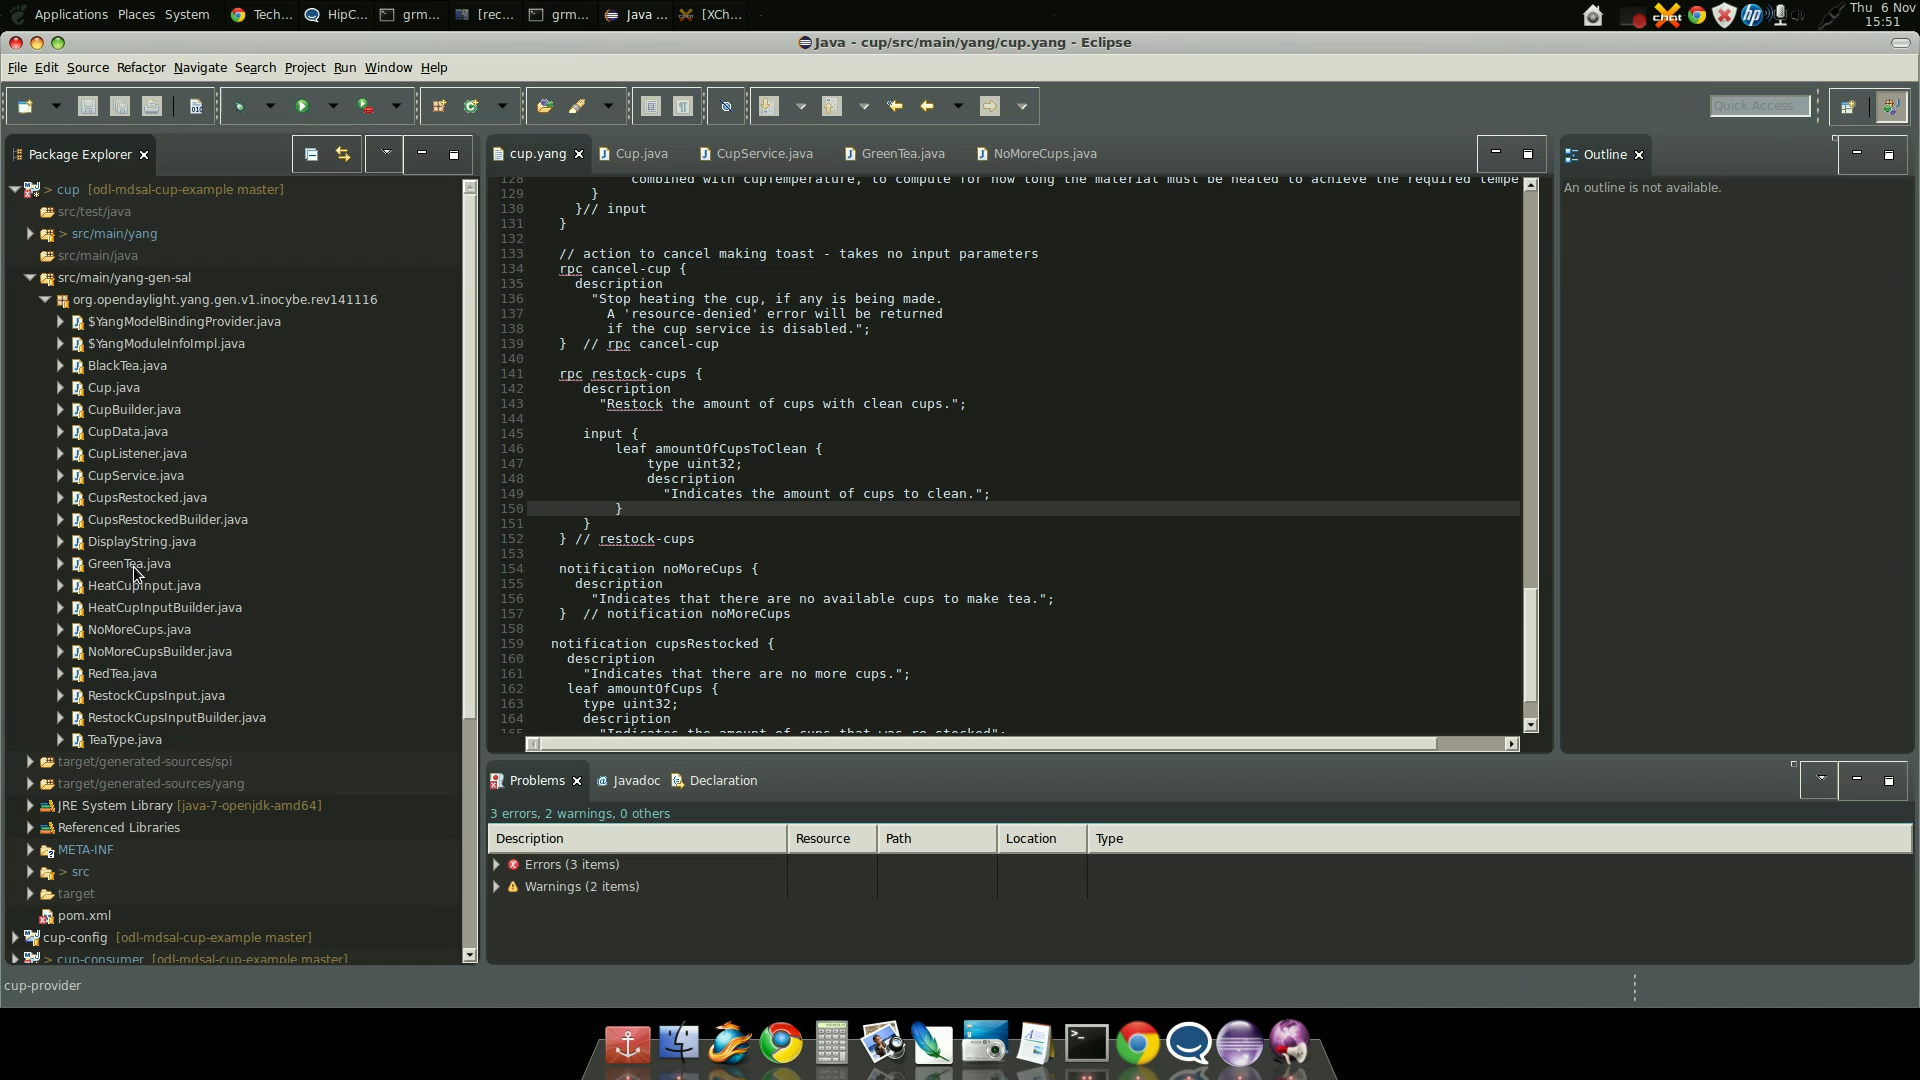 Applications Places System Tech... HipC... grm... [rec... grm... Java ... [XCh... Thu 6 Nov
15:51
Java - cup/src/main/yang/cup.yang - Eclipse
File Edit Source Refactor Navigate Search Project Run Window Help
Quick Access
Package Explorer
> cup [odl-mdsal-cup-example master]
src/test/java
> src/main/yang
src/main/java
src/main/yang-gen-sal
org.opendaylight.yang.gen.v1.inocybe.rev141116
$YangModelBindingProvider.java
$YangModuleInfoImpl.java
BlackTea.java
Cup.java
CupBuilder.java
CupData.java
CupListener.java
CupService.java
CupsRestocked.java
CupsRestockedBuilder.java
DisplayString.java
GreenTea.java
HeatCupInput.java
HeatCupInputBuilder.java
NoMoreCups.java
NoMoreCupsBuilder.java
RedTea.java
RestockCupsInput.java
RestockCupsInputBuilder.java
TeaType.java
target/generated-sources/spi
target/generated-sources/yang
JRE System Library [java-7-openjdk-amd64]
Referenced Libraries
META-INF
> src
target
pom.xml
cup-config [odl-mdsal-cup-example master]
> cup-consumer [odl-mdsal-cup-example master]
cup.yang Cup.java CupService.java GreenTea.java NoMoreCups.java
128 combined with cupTemperature, to compute for how long the material must be heated to achieve the required tempe
129 }
130 }// input
131 }
132
133 // action to cancel making toast - takes no input parameters
134 rpc cancel-cup {
135 description
136 "Stop heating the cup, if any is being made.
137 A 'resource-denied' error will be returned
138 if the cup service is disabled.";
139 } // rpc cancel-cup
140
141 rpc restock-cups {
142 description
143 "Restock the amount of cups with clean cups.";
144
145 input {
146 leaf amountOfCupsToClean {
147 type uint32;
148 description
149 "Indicates the amount of cups to clean.";
150 }
151 }
152 } // restock-cups
153
154 notification noMoreCups {
155 description
156 "Indicates that there are no available cups to make tea.";
157 } // notification noMoreCups
158
159 notification cupsRestocked {
160 description
161 "Indicates that there are no more cups.";
162 leaf amountOfCups {
163 type uint32;
164 description
165 "Indicates the amount of cups that was re-stocked";
Outline
An outline is not available.
Problems Javadoc Declaration
3 errors, 2 warnings, 0 others
Description Resource Path Location Type
Errors (3 items)
Warnings (2 items)
cup-provider